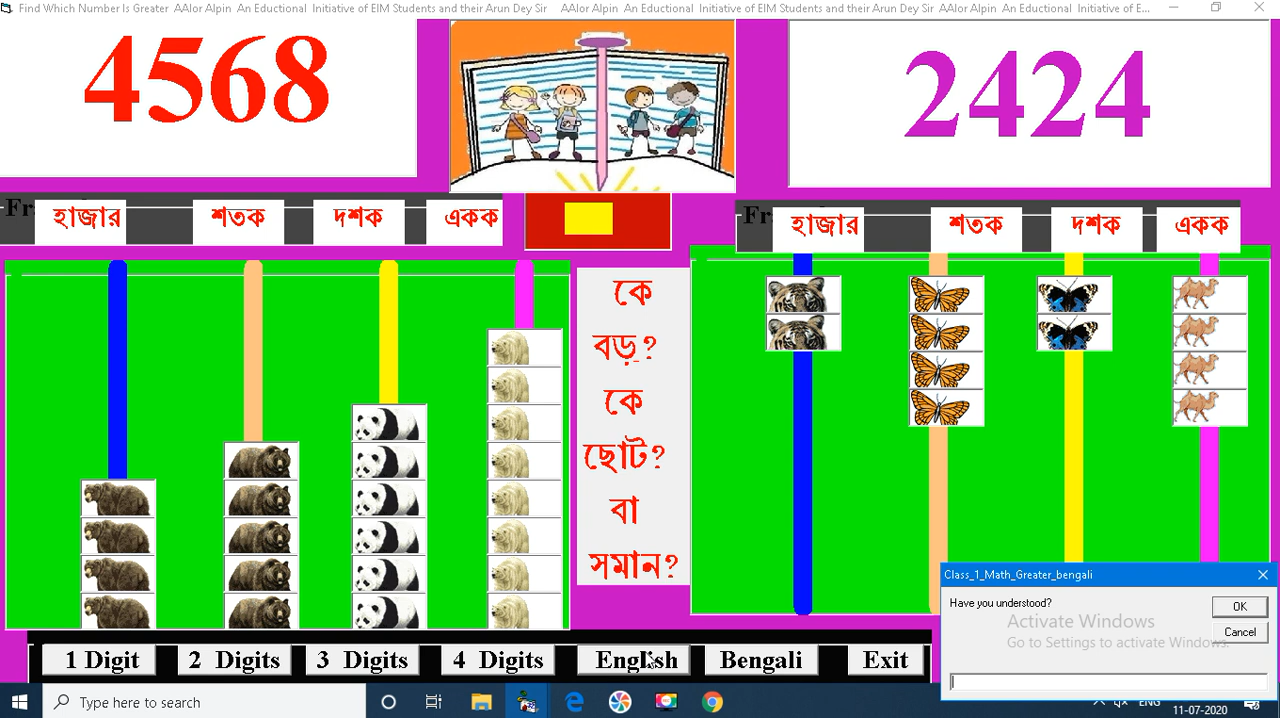 Find Which Number Is Greater AAlor Alpin An Eductional Initiative of EIM Students and their Arun Dey Sir AAlor Alpin An Eductional Initiative of EIM Students and their Arun Dey Sir AAlor Alpin An Eductional Initiative of E...
4568
2424
হাজার শতক দশক একক
হাজার শতক দশক একক
কে
বড়?
কে
ছোট?
বা
সমান?
Class_1_Math_Greater_bengali
Have you understood?
OK
Cancel
Activate Windows
Go to Settings to activate Windows.
1 Digit 2 Digits 3 Digits 4 Digits English Bengali Exit
Type here to search
ENG
11-07-2020